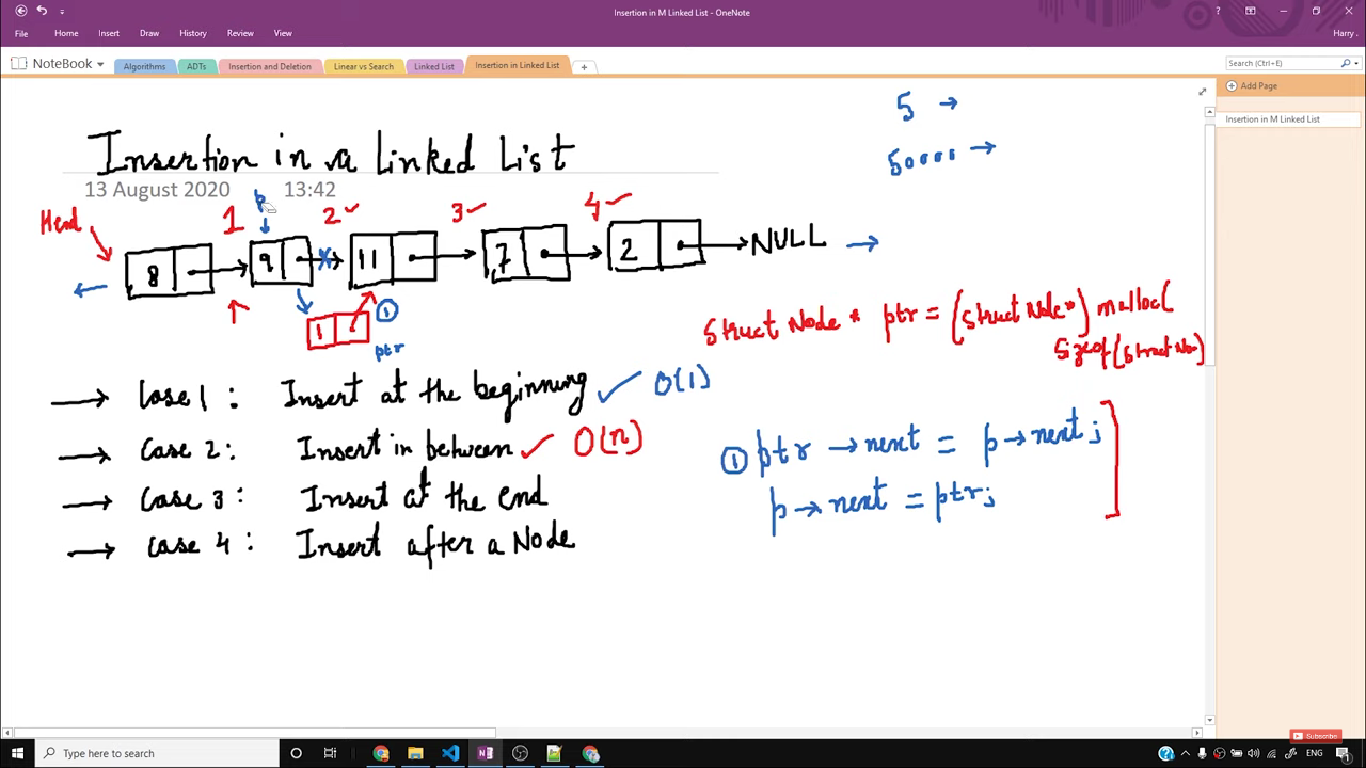 Insertion in M Linked List - OneNote
File Home Insert Draw History Review View
Harry
NoteBook Algorithms ADTs Insertion and Deletion Linear vs Search Linked List Insertion in Linked List
Search (Ctrl+E)
Add Page
Insertion in M Linked List
5 →
50000 →
Insertion in a Linked List
13 August 2020 13:42
Head 1 p 2 ✓ 3 ✓ 4 ✓
8 9 11 7 2 NULL
1 ① ptr
Struct Node * ptr = (struct Node*) malloc(
sizeof(struct No)
→ Case 1 : Insert at the beginning ✓ O(1)
→ Case 2: Insert in between ✓ O(n)
→ Case 3 : Insert at the end
→ Case 4 : Insert after a Node
① ptr → next = p → next ;
p → next = ptr ;
Subscribe
Type here to search
ENG